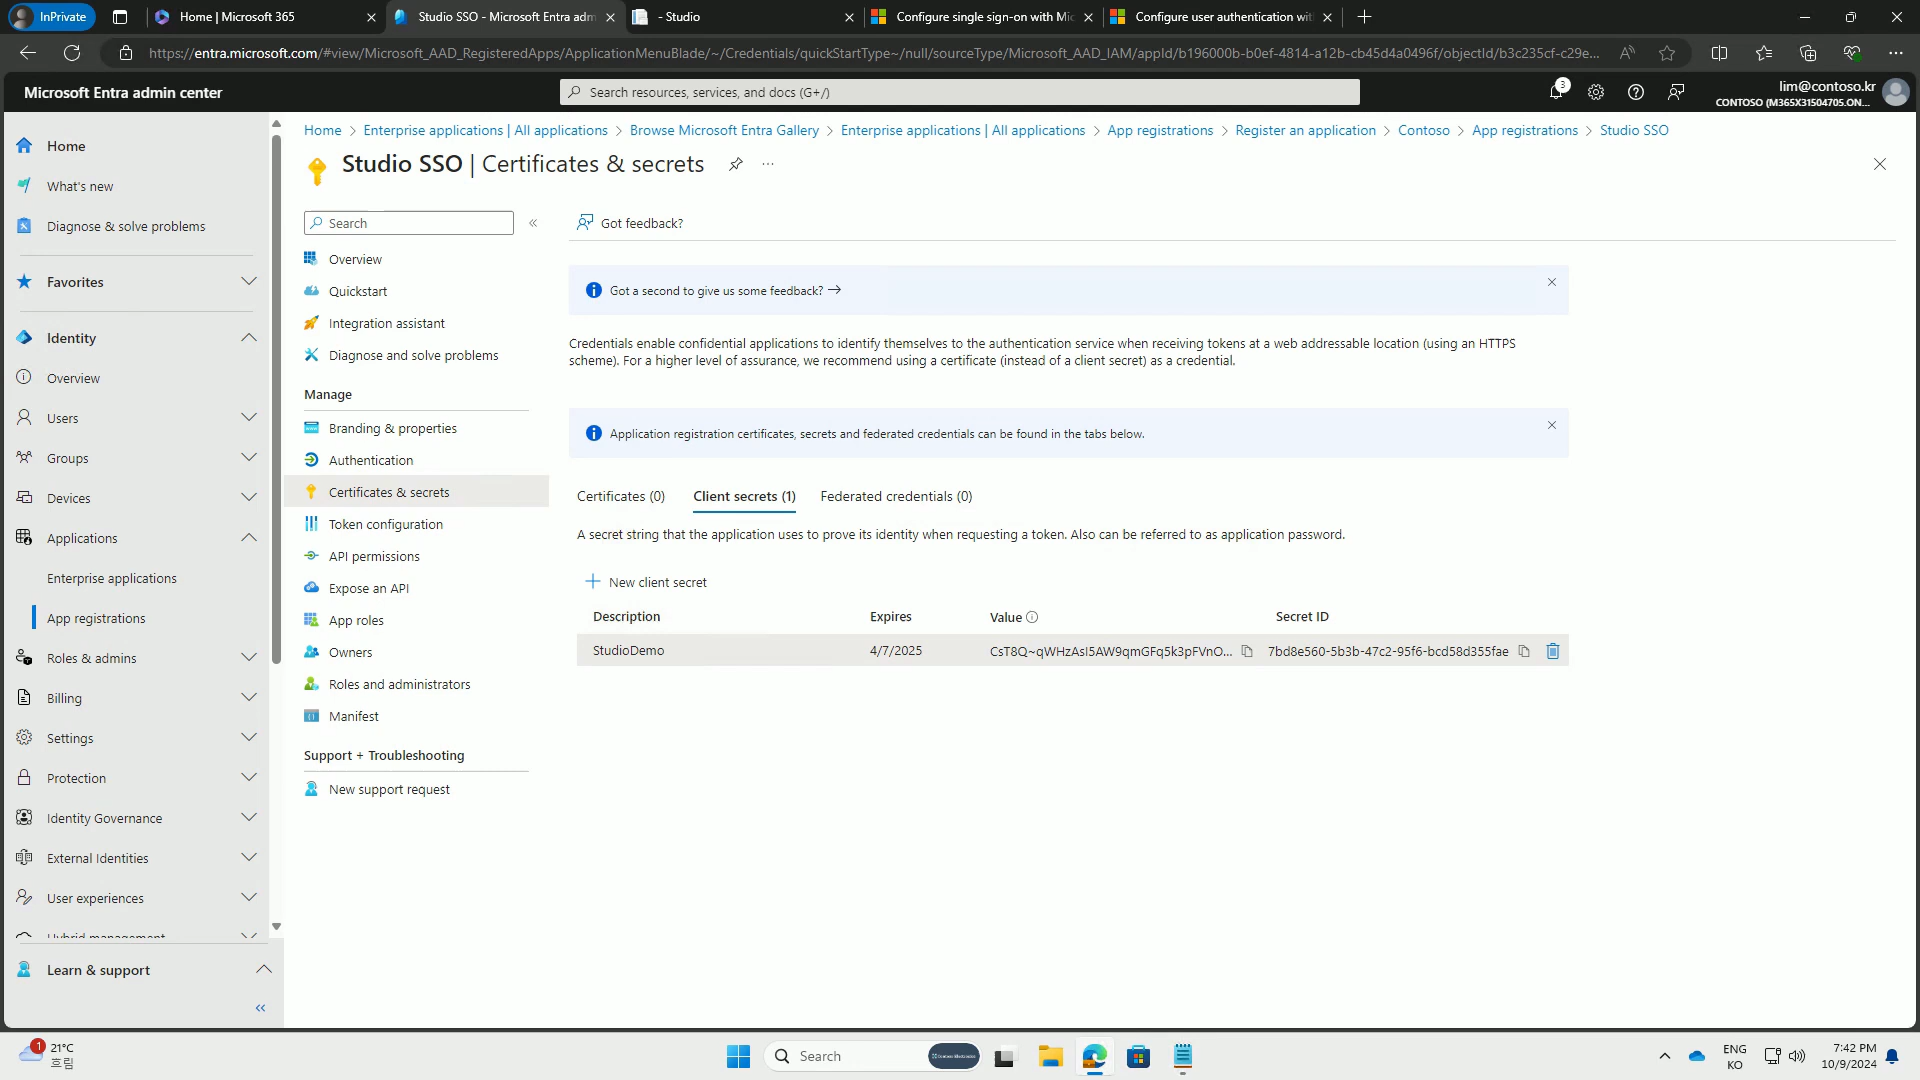 InPrivate
Home | Microsoft 365
Studio SSO - Microsoft Entra adm
- Studio
Configure single sign-on with Mic
Configure user authentication wit
https://entra.microsoft.com/#view/Microsoft_AAD_RegisteredApps/ApplicationMenuBlade/~/Credentials/quickStartType~/null/sourceType/Microsoft_AAD_IAM/appId/b196000b-b0ef-4814-a12b-cb45d4a0496f/objectId/b3c235cf-c29e...
Microsoft Entra admin center
Search resources, services, and docs (G+/)
3
lim@contoso.kr
CONTOSO (M365X31504705.ON...
Home > Enterprise applications | All applications > Browse Microsoft Entra Gallery > Enterprise applications | All applications > App registrations > Register an application > Contoso > App registrations > Studio SSO
Studio SSO | Certificates & secrets
Home
What's new
Diagnose & solve problems
Favorites
Identity
Overview
Users
Groups
Devices
Applications
Enterprise applications
App registrations
Roles & admins
Billing
Settings
Protection
Identity Governance
External Identities
User experiences
Hybrid management
Learn & support
Search
Overview
Quickstart
Integration assistant
Diagnose and solve problems
Manage
Branding & properties
Authentication
Certificates & secrets
Token configuration
API permissions
Expose an API
App roles
Owners
Roles and administrators
Manifest
Support + Troubleshooting
New support request
Got feedback?
Got a second to give us some feedback? →
Credentials enable confidential applications to identify themselves to the authentication service when receiving tokens at a web addressable location (using an HTTPS
scheme). For a higher level of assurance, we recommend using a certificate (instead of a client secret) as a credential.
Application registration certificates, secrets and federated credentials can be found in the tabs below.
Certificates (0) Client secrets (1) Federated credentials (0)
A secret string that the application uses to prove its identity when requesting a token. Also can be referred to as application password.
New client secret
Description Expires Value Secret ID
StudioDemo 4/7/2025 CsT8Q~qWHzAsI5AW9qmGFq5k3pFVnO... 7bd8e560-5b3b-47c2-95f6-bcd58d355fae
1
21°C
흐림
Search
ENG
KO
7:42 PM
10/9/2024